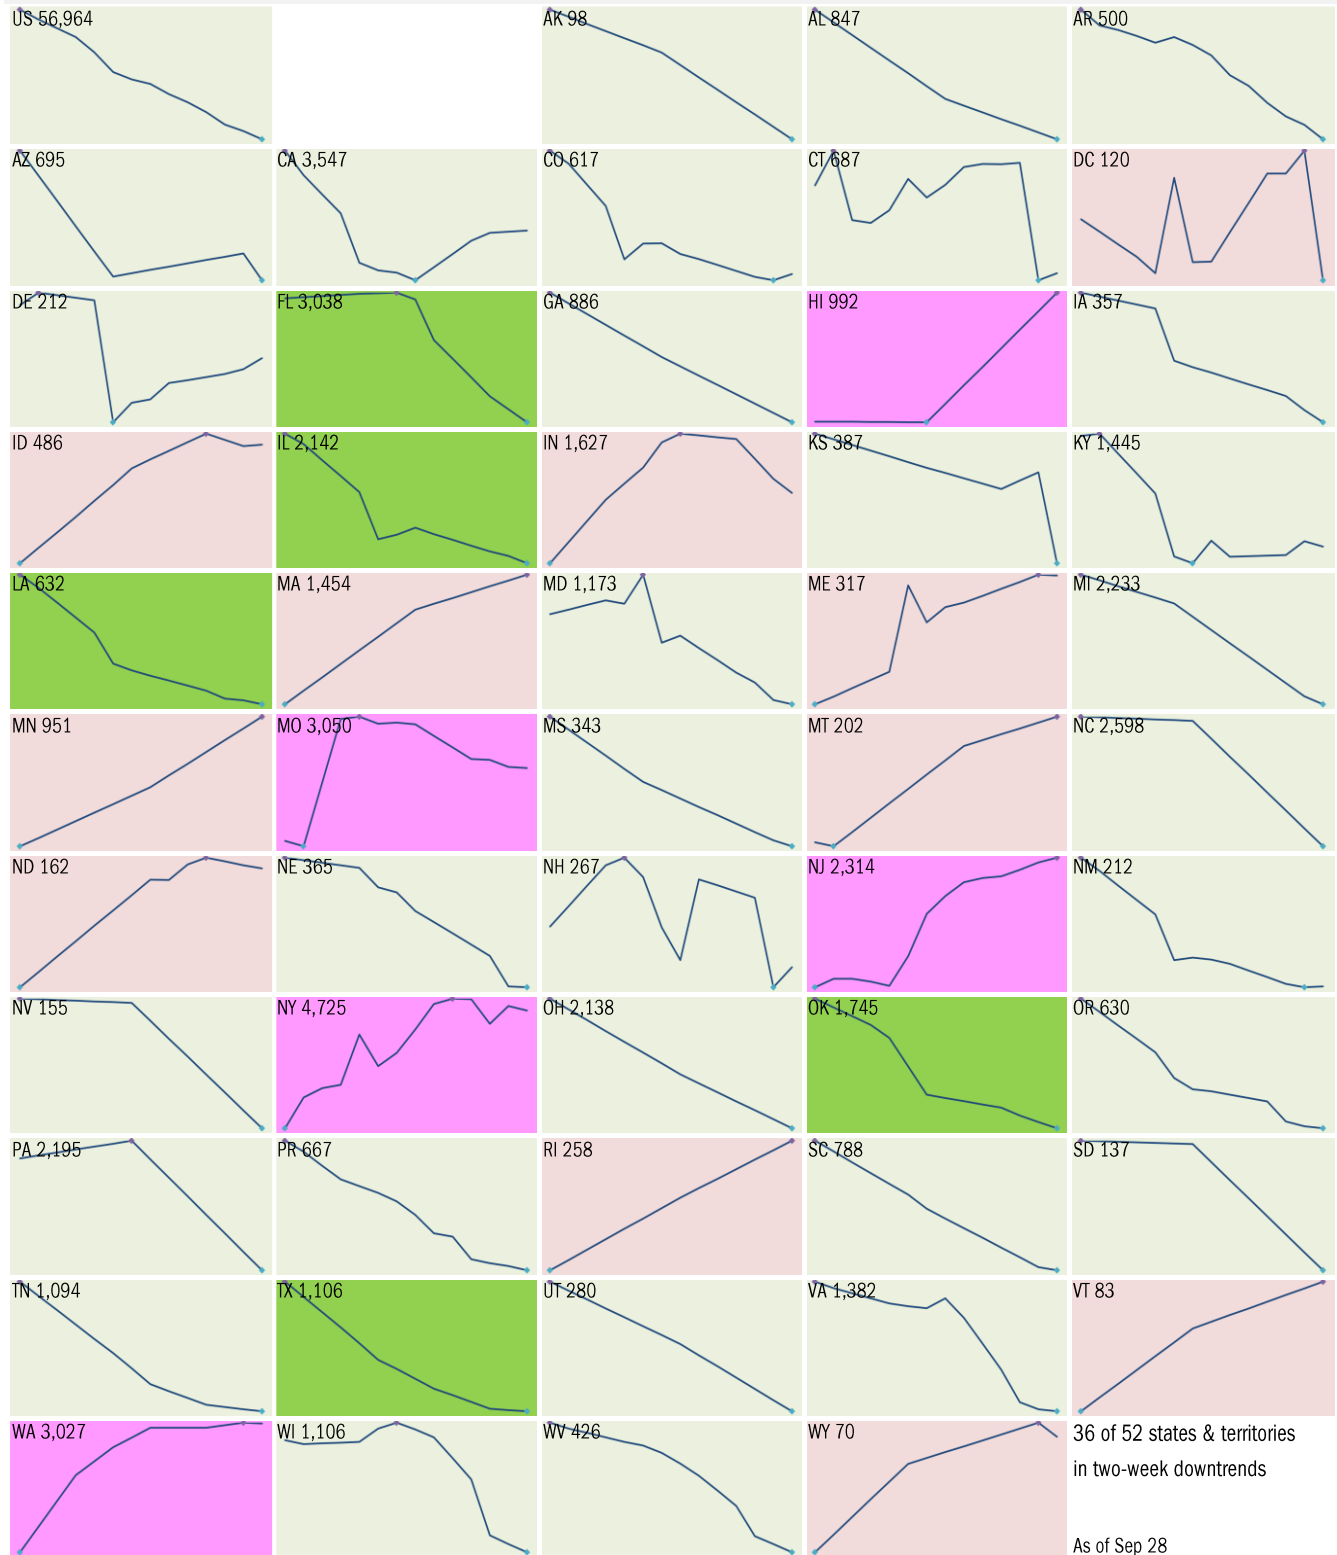 US 56,964
AK 98
AL 847
AR 500
AZ 695
CA 3,547
CO 617
CT 687
DC 120
DE 212
FL 3,038
GA 886
HI 992
IA 357
ID 486
IL 2,142
IN 1,627
KS 387
KY 1,445
LA 632
MA 1,454
MD 1,173
ME 317
MI 2,233
MN 951
MO 3,050
MS 343
MT 202
NC 2,598
ND 162
NE 365
NH 267
NJ 2,314
NM 212
NV 155
NY 4,725
OH 2,138
OK 1,745
OR 630
PA 2,195
PR 667
RI 258
SC 788
SD 137
TN 1,094
TX 1,106
UT 280
VA 1,382
VT 83
WA 3,027
WI 1,106
WV 426
WY 70
36 of 52 states & territories
in two-week downtrends
As of Sep 28